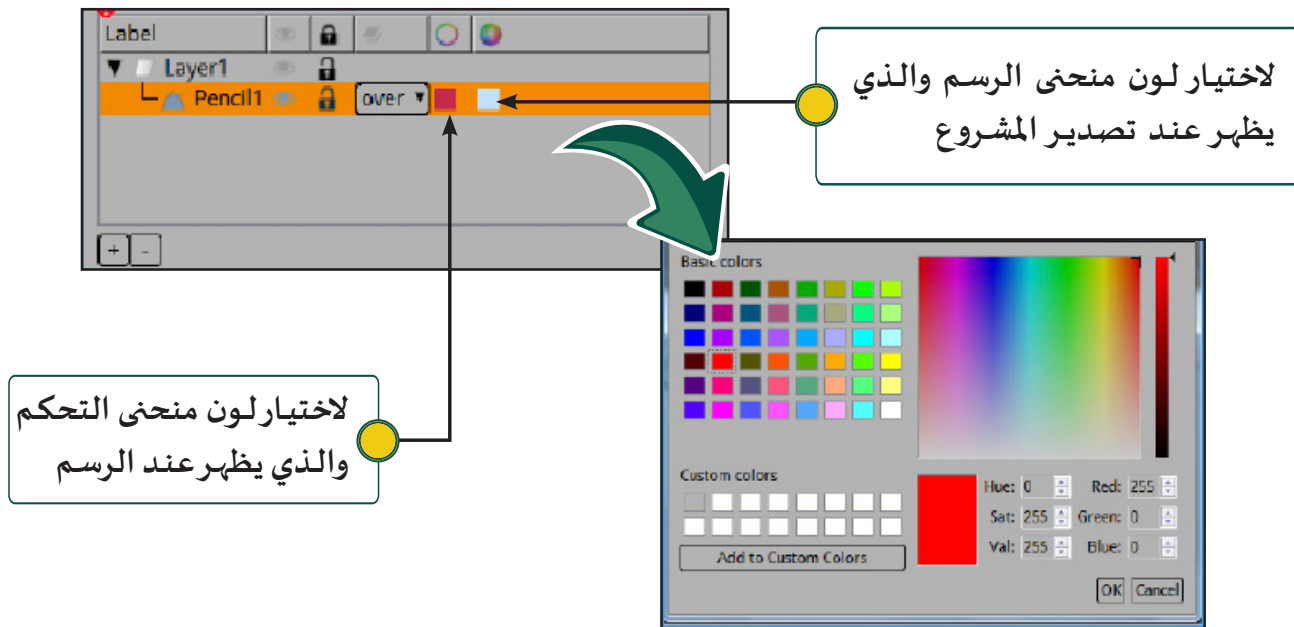 Label
Layer1
Pencil1 over
+ -
لاختيار لون منحنى الرسم والذي
يظهر عند تصدير المشروع
لاختيار لون منحنى التحكم
والذي يظهر عند الرسم
Basic colors
Custom colors
Add to Custom Colors
Hue: 0 Red: 255
Sat: 255 Green: 0
Val: 255 Blue: 0
OK Cancel